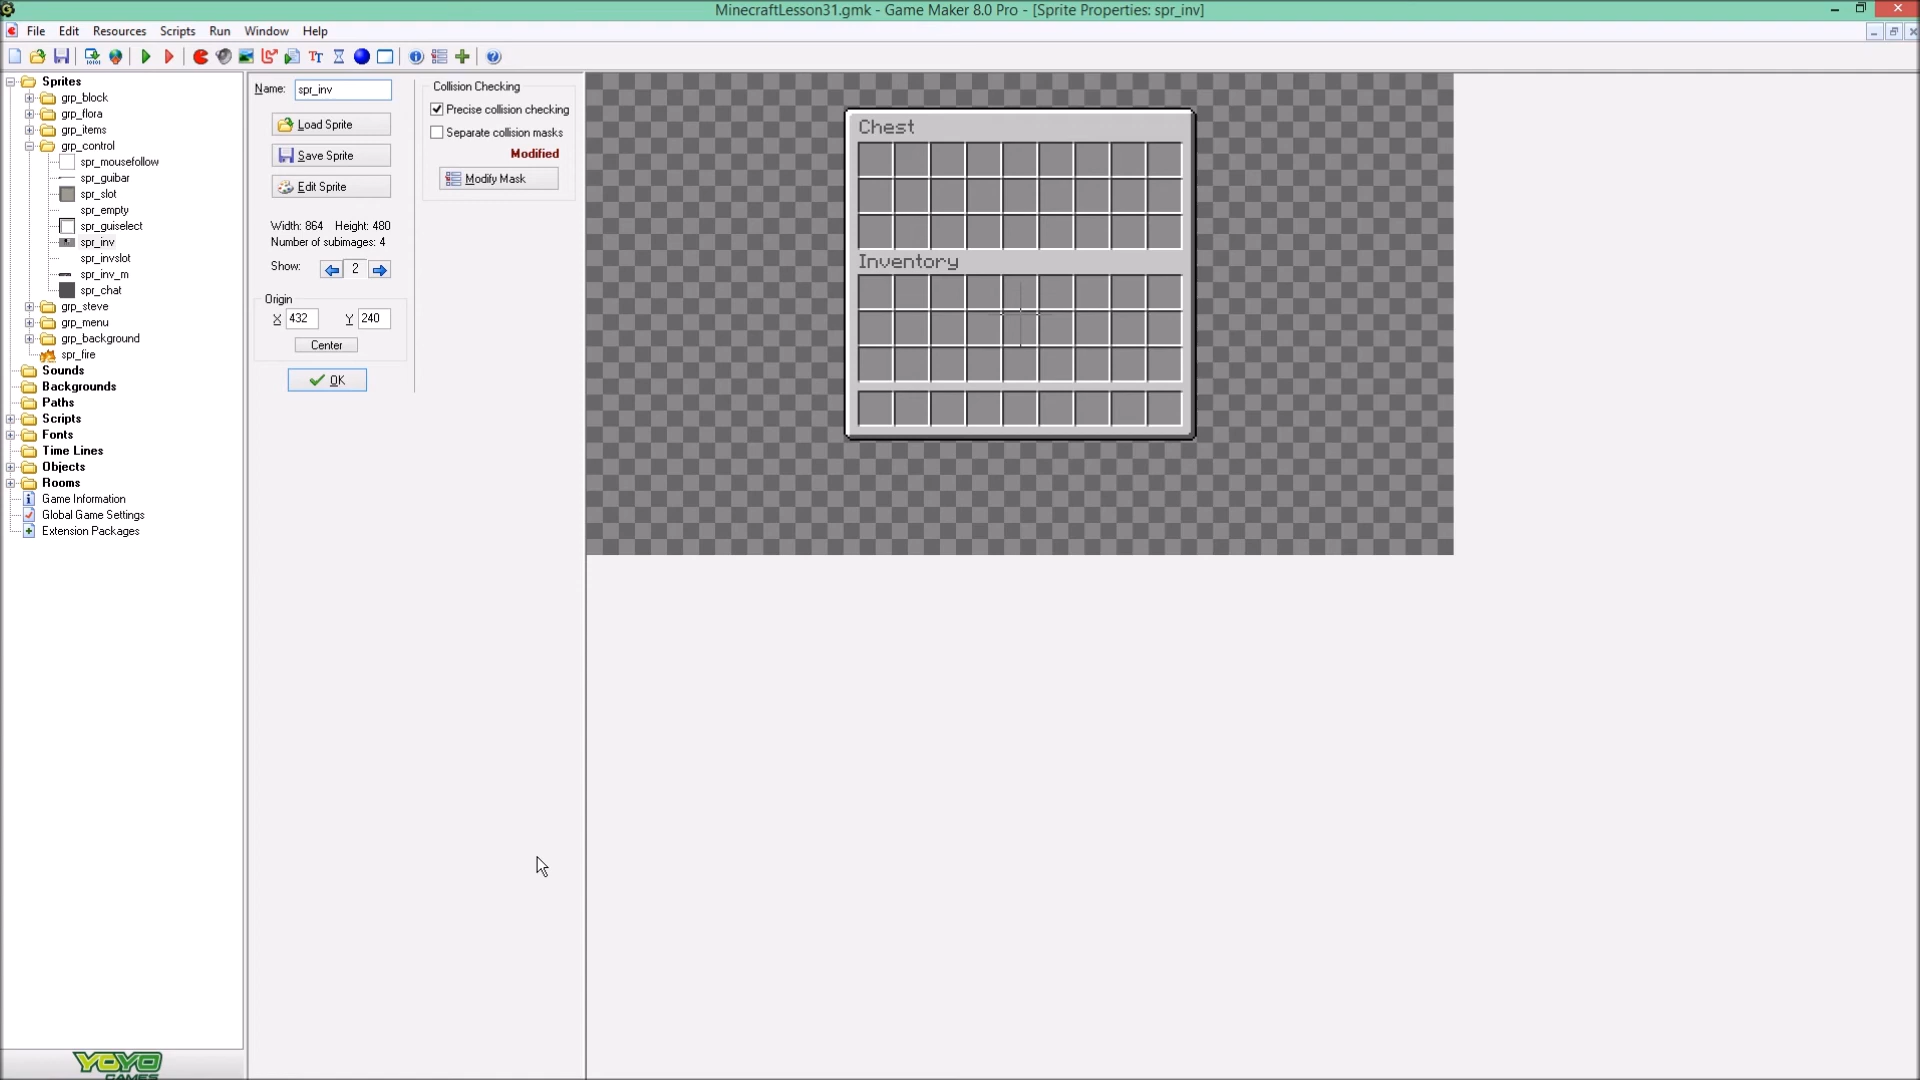 MinecraftLesson31.gmk - Game Maker 8.0 Pro - [Sprite Properties: spr_inv]
File Edit Resources Scripts Run Window Help
Sprites
grp_block
grp_flora
grp_items
grp_control
spr_mousefollow
spr_guibar
spr_slot
spr_empty
spr_guiselect
spr_inv
spr_invslot
spr_inv_m
spr_chat
grp_steve
grp_menu
grp_background
spr_fire
Sounds
Backgrounds
Paths
Scripts
Fonts
Time Lines
Objects
Rooms
Game Information
Global Game Settings
Extension Packages
YOYO
GAMES
Name: spr_inv
Load Sprite
Save Sprite
Edit Sprite
Width: 864 Height: 480
Number of subimages: 4
Show: 2
Origin
X 432 Y 240
Center
OK
Collision Checking
Precise collision checking
Separate collision masks
Modified
Modify Mask
Chest
Inventory